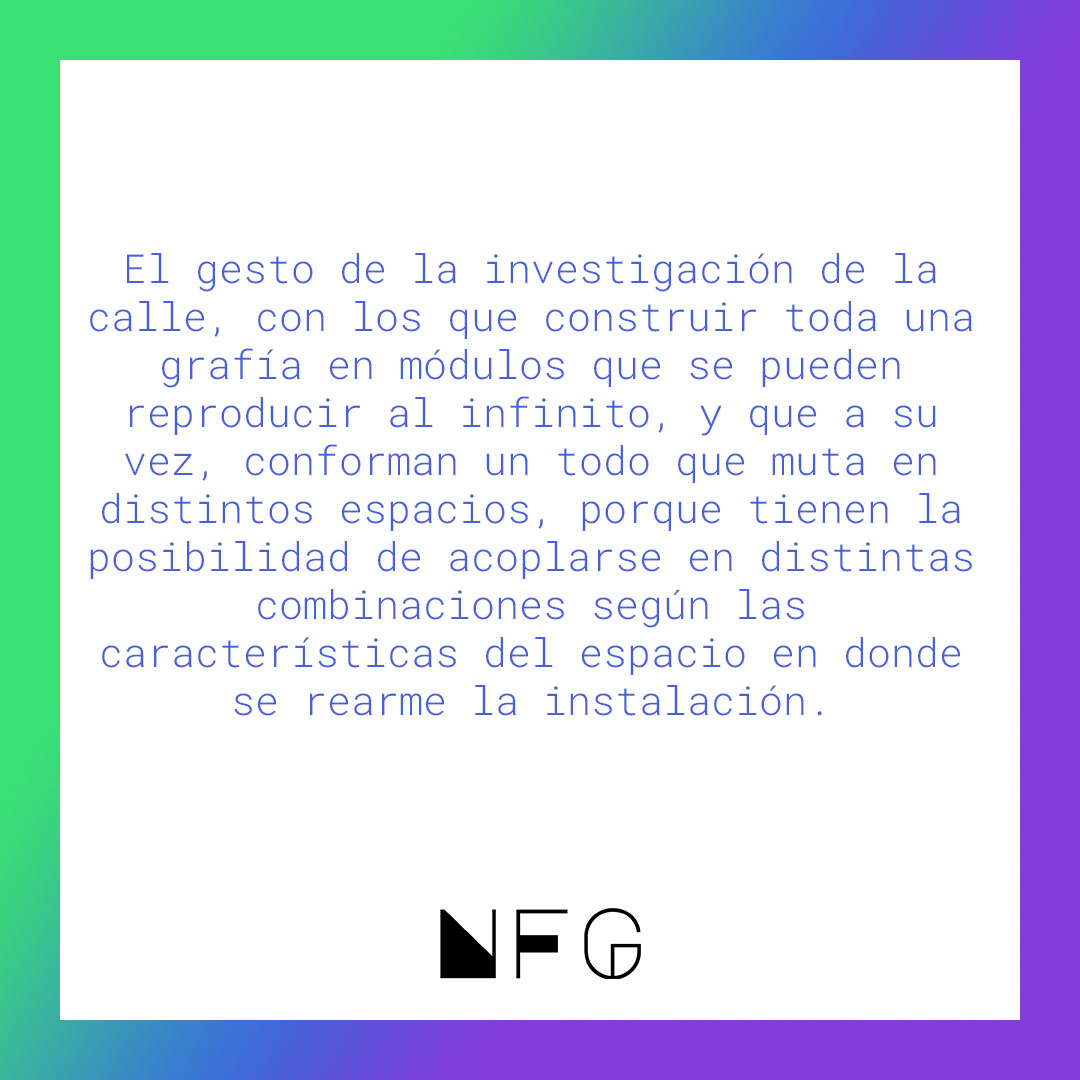 El gesto de la investigación de la
calle, con los que construir toda una
grafía en módulos que se pueden
reproducir al infinito, y que a su
vez, conforman un todo que muta en
distintos espacios, porque tienen la
posibilidad de acoplarse en distintas
combinaciones según las
características del espacio en donde
se rearme la instalación.
NFG